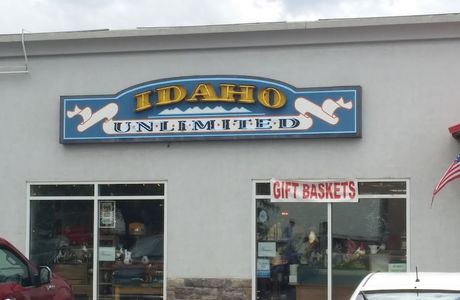 IDAHO
UNLIMITED
GIFT BASKETS